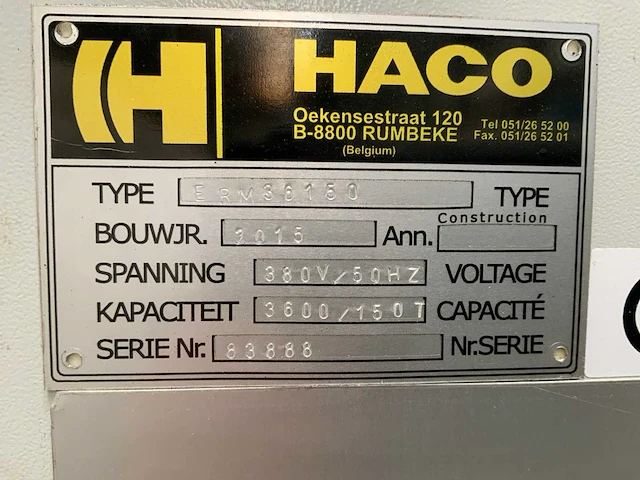 HACO
Oekensestraat 120
B-8800 RUMBEKE
(Belgium)
Tel 051/26 52 00
Fax. 051/26 52 01
TYPE ERM36150 TYPE
BOUWJR. 2015 Ann. Construction
SPANNING 380V/50HZ VOLTAGE
KAPACITEIT 3600/150T CAPACITÉ
SERIE Nr. 83888 Nr.SERIE